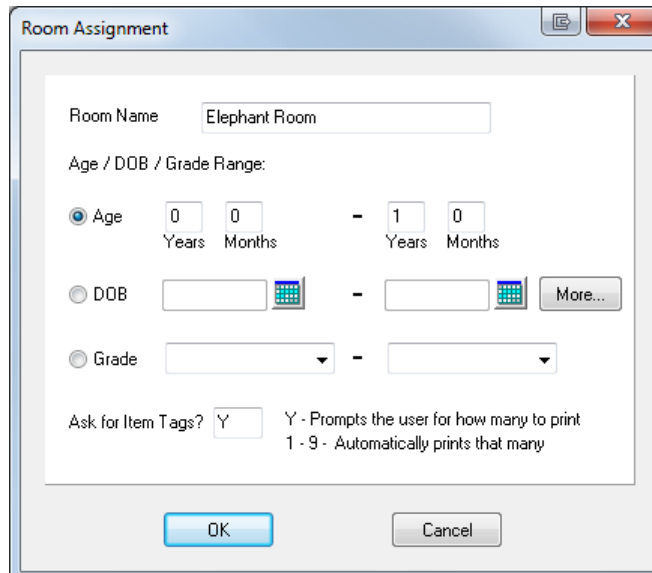 Room Assignment
Room Name Elephant Room
Age / DOB / Grade Range:
Age 0 0 - 1 0
Years Months Years Months
DOB - More...
Grade -
Ask for Item Tags? Y Y - Prompts the user for how many to print
1 - 9 - Automatically prints that many
OK Cancel